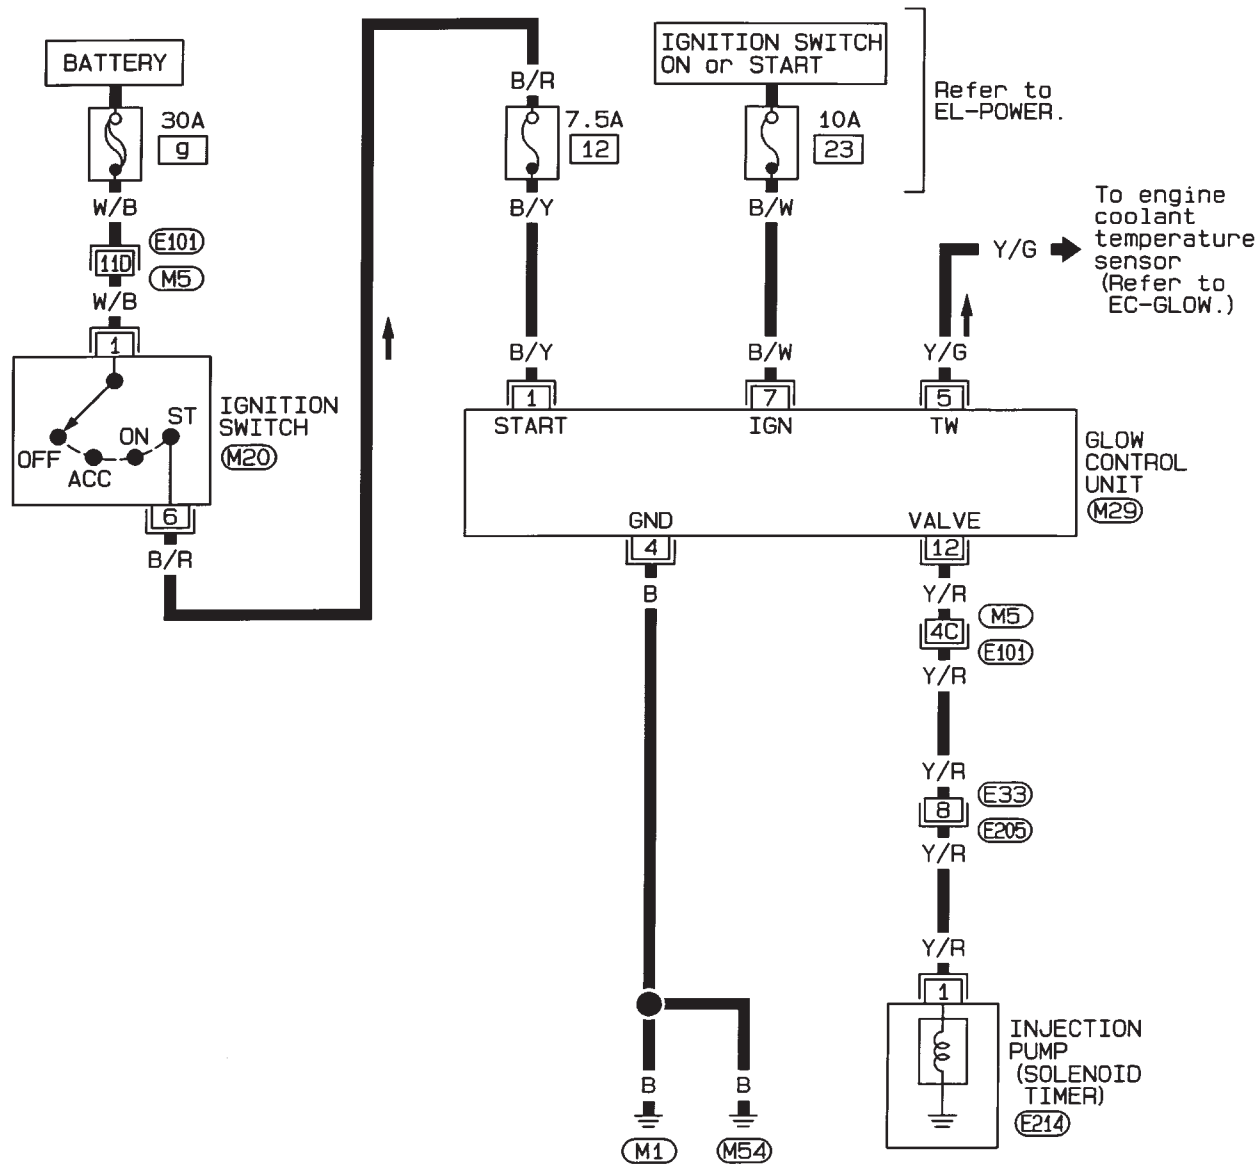 BATTERY
30A
g
W/B
E101
11D
M5
W/B
1
IGNITION
SWITCH
M20
OFF
ACC
ON
ST
6
B/R
B/R
7.5A
12
B/Y
B/Y
IGNITION SWITCH
ON or START
10A
23
B/W
B/W
Refer to
EL-POWER.
To engine
coolant
temperature
sensor
(Refer to
EC-GLOW.)
Y/G
Y/G
1
7
5
START
IGN
TW
GLOW
CONTROL
UNIT
M29
GND
VALVE
4
12
B
Y/R
M5
4C
E101
Y/R
Y/R
E33
8
E205
Y/R
Y/R
1
INJECTION
PUMP
(SOLENOID
TIMER)
E214
B
B
M1
M54